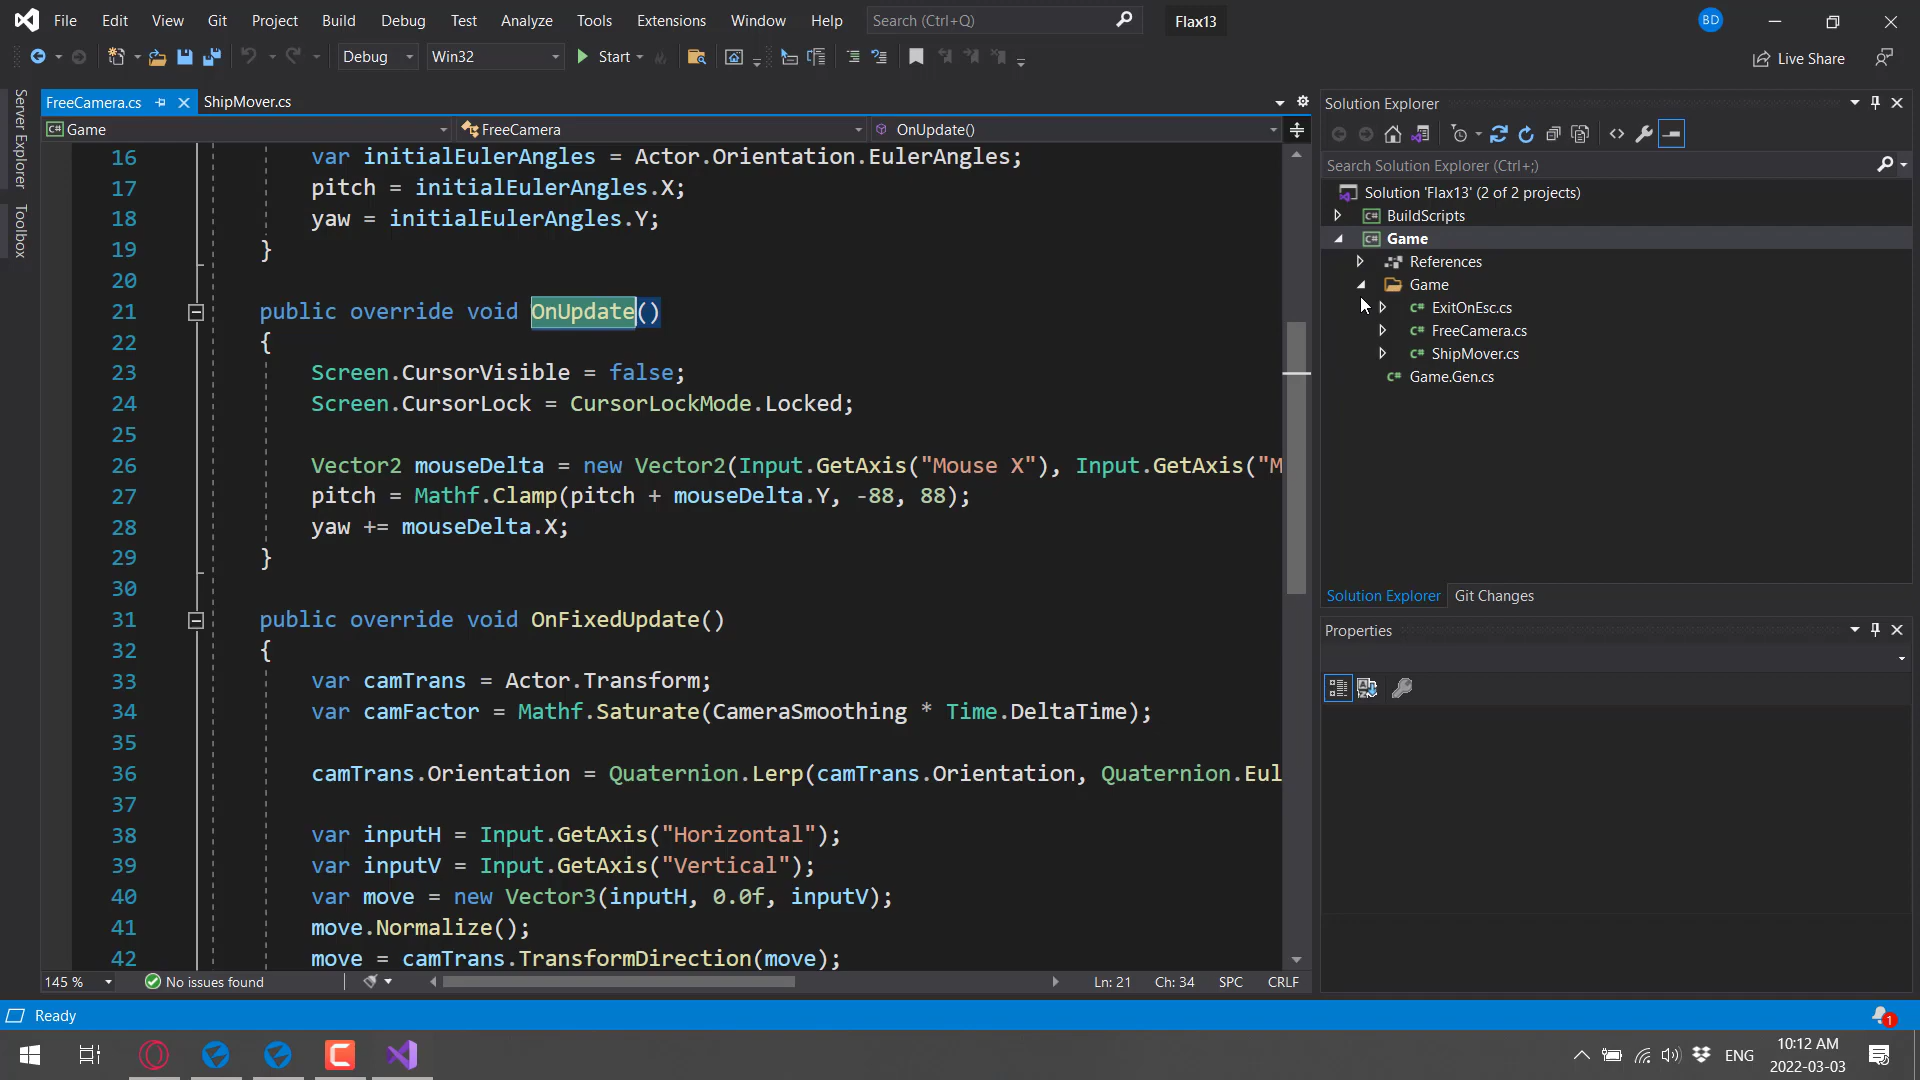 File Edit View Git Project Build Debug Test Analyze Tools Extensions Window Help Search (Ctrl+Q) Flax13 BD
Debug Win32 Start Live Share
Server Explorer
Toolbox
FreeCamera.cs ShipMover.cs
Game FreeCamera OnUpdate()
16 var initialEulerAngles = Actor.Orientation.EulerAngles;
17 pitch = initialEulerAngles.X;
18 yaw = initialEulerAngles.Y;
19 }
20
21 public override void OnUpdate()
22 {
23 Screen.CursorVisible = false;
24 Screen.CursorLock = CursorLockMode.Locked;
25
26 Vector2 mouseDelta = new Vector2(Input.GetAxis("Mouse X"), Input.GetAxis("M
27 pitch = Mathf.Clamp(pitch + mouseDelta.Y, -88, 88);
28 yaw += mouseDelta.X;
29 }
30
31 public override void OnFixedUpdate()
32 {
33 var camTrans = Actor.Transform;
34 var camFactor = Mathf.Saturate(CameraSmoothing * Time.DeltaTime);
35
36 camTrans.Orientation = Quaternion.Lerp(camTrans.Orientation, Quaternion.Eul
37
38 var inputH = Input.GetAxis("Horizontal");
39 var inputV = Input.GetAxis("Vertical");
40 var move = new Vector3(inputH, 0.0f, inputV);
41 move.Normalize();
42 move = camTrans.TransformDirection(move);
145 % No issues found Ln: 21 Ch: 34 SPC CRLF
Solution Explorer
Search Solution Explorer (Ctrl+;)
Solution 'Flax13' (2 of 2 projects)
BuildScripts
Game
References
Game
ExitOnEsc.cs
FreeCamera.cs
ShipMover.cs
Game.Gen.cs
Solution Explorer Git Changes
Properties
Ready 1
ENG 10:12 AM
2022-03-03